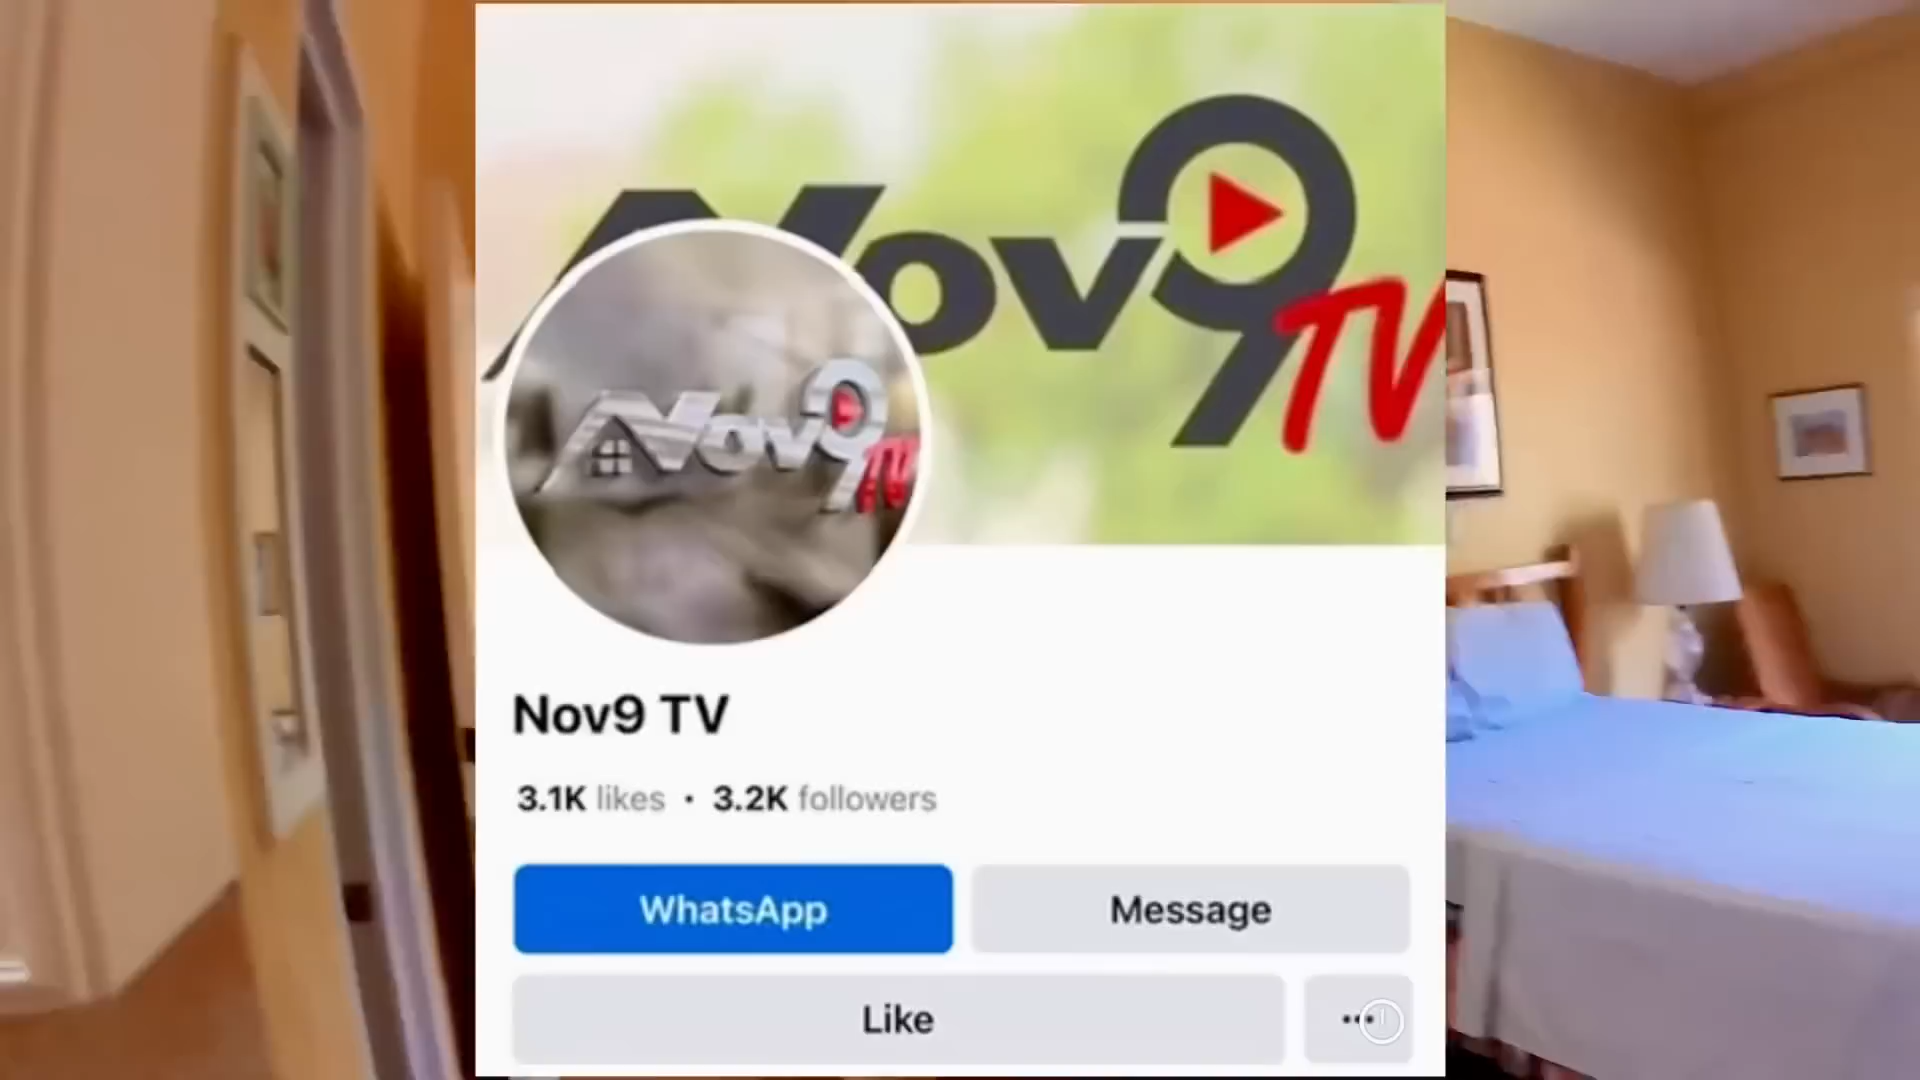 Nov9 TV
Nov9 TV
Nov9 TV
3.1K likes • 3.2K followers
WhatsApp
Message
Like